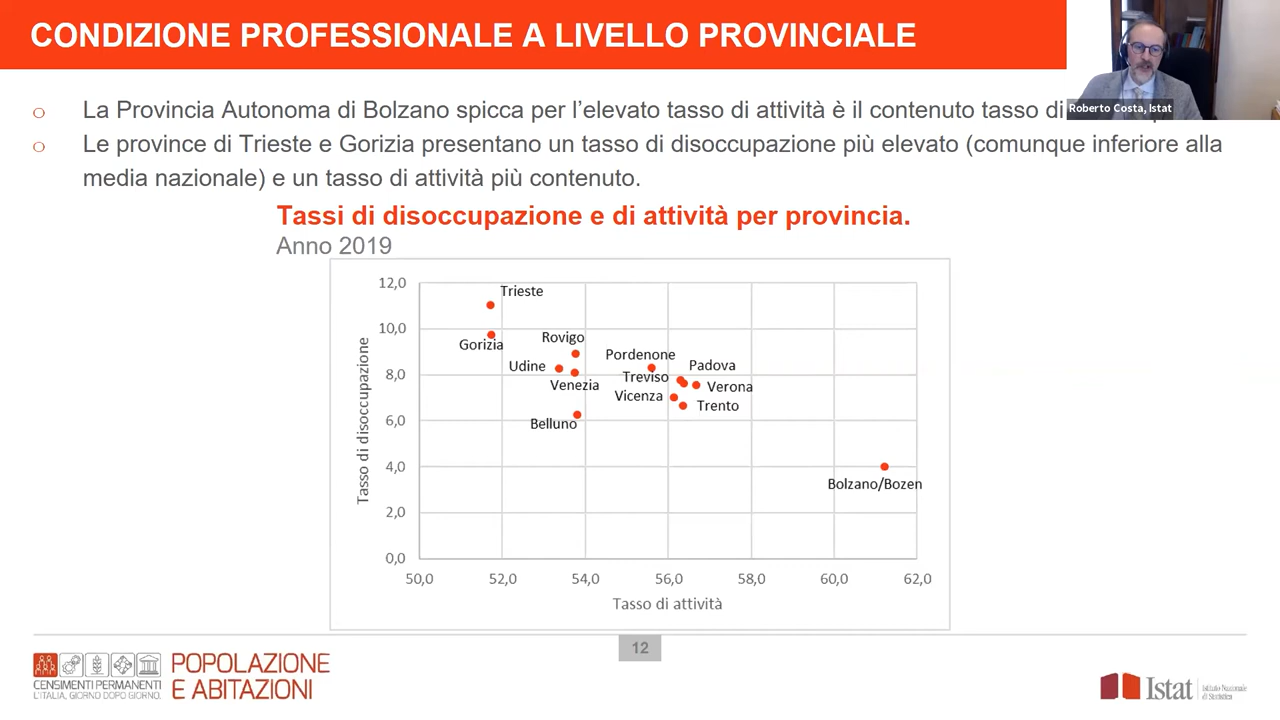 CONDIZIONE PROFESSIONALE A LIVELLO PROVINCIALE
Roberto Costa, Istat
o La Provincia Autonoma di Bolzano spicca per l'elevato tasso di attività è il contenuto tasso di
o Le province di Trieste e Gorizia presentano un tasso di disoccupazione più elevato (comunque inferiore alla
media nazionale) e un tasso di attività più contenuto.
Tassi di disoccupazione e di attività per provincia.
Anno 2019
Tasso di disoccupazione
12,0
10,0
8,0
6,0
4,0
2,0
0,0
Trieste
Gorizia
Rovigo
Udine
Venezia
Belluno
Pordenone
Padova
Treviso
Verona
Vicenza
Trento
Bolzano/Bozen
50,0 52,0 54,0 56,0 58,0 60,0 62,0
Tasso di attività
12
CENSIMENTI PERMANENTI
L'ITALIA, GIORNO DOPO GIORNO.
POPOLAZIONE
E ABITAZIONI
Istat
Istituto Nazionale
di Statistica